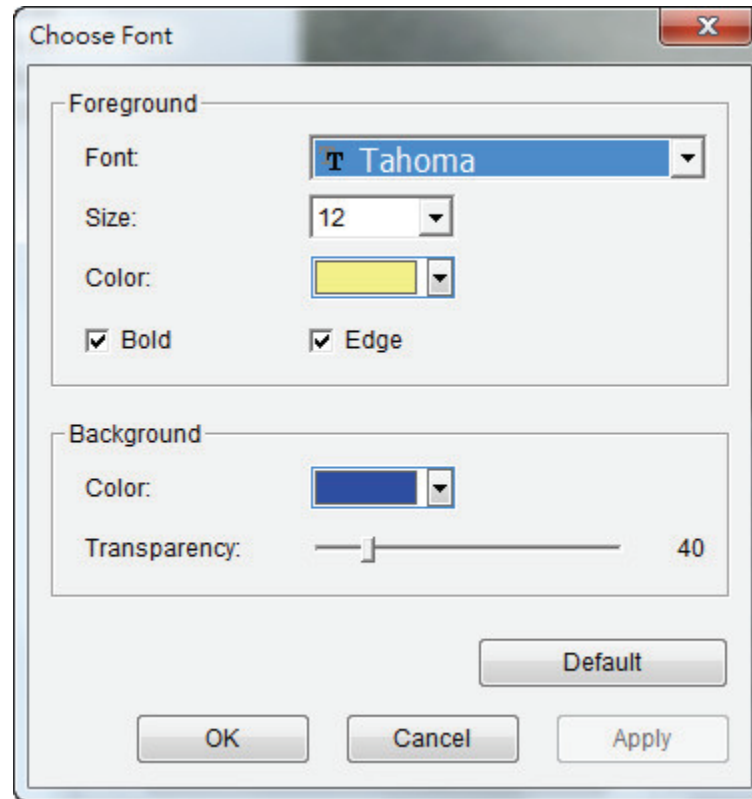 Choose Font
Foreground
Font: Tahoma
Size: 12
Color:
Bold Edge
Background
Color:
Transparency: 40
Default
OK Cancel Apply